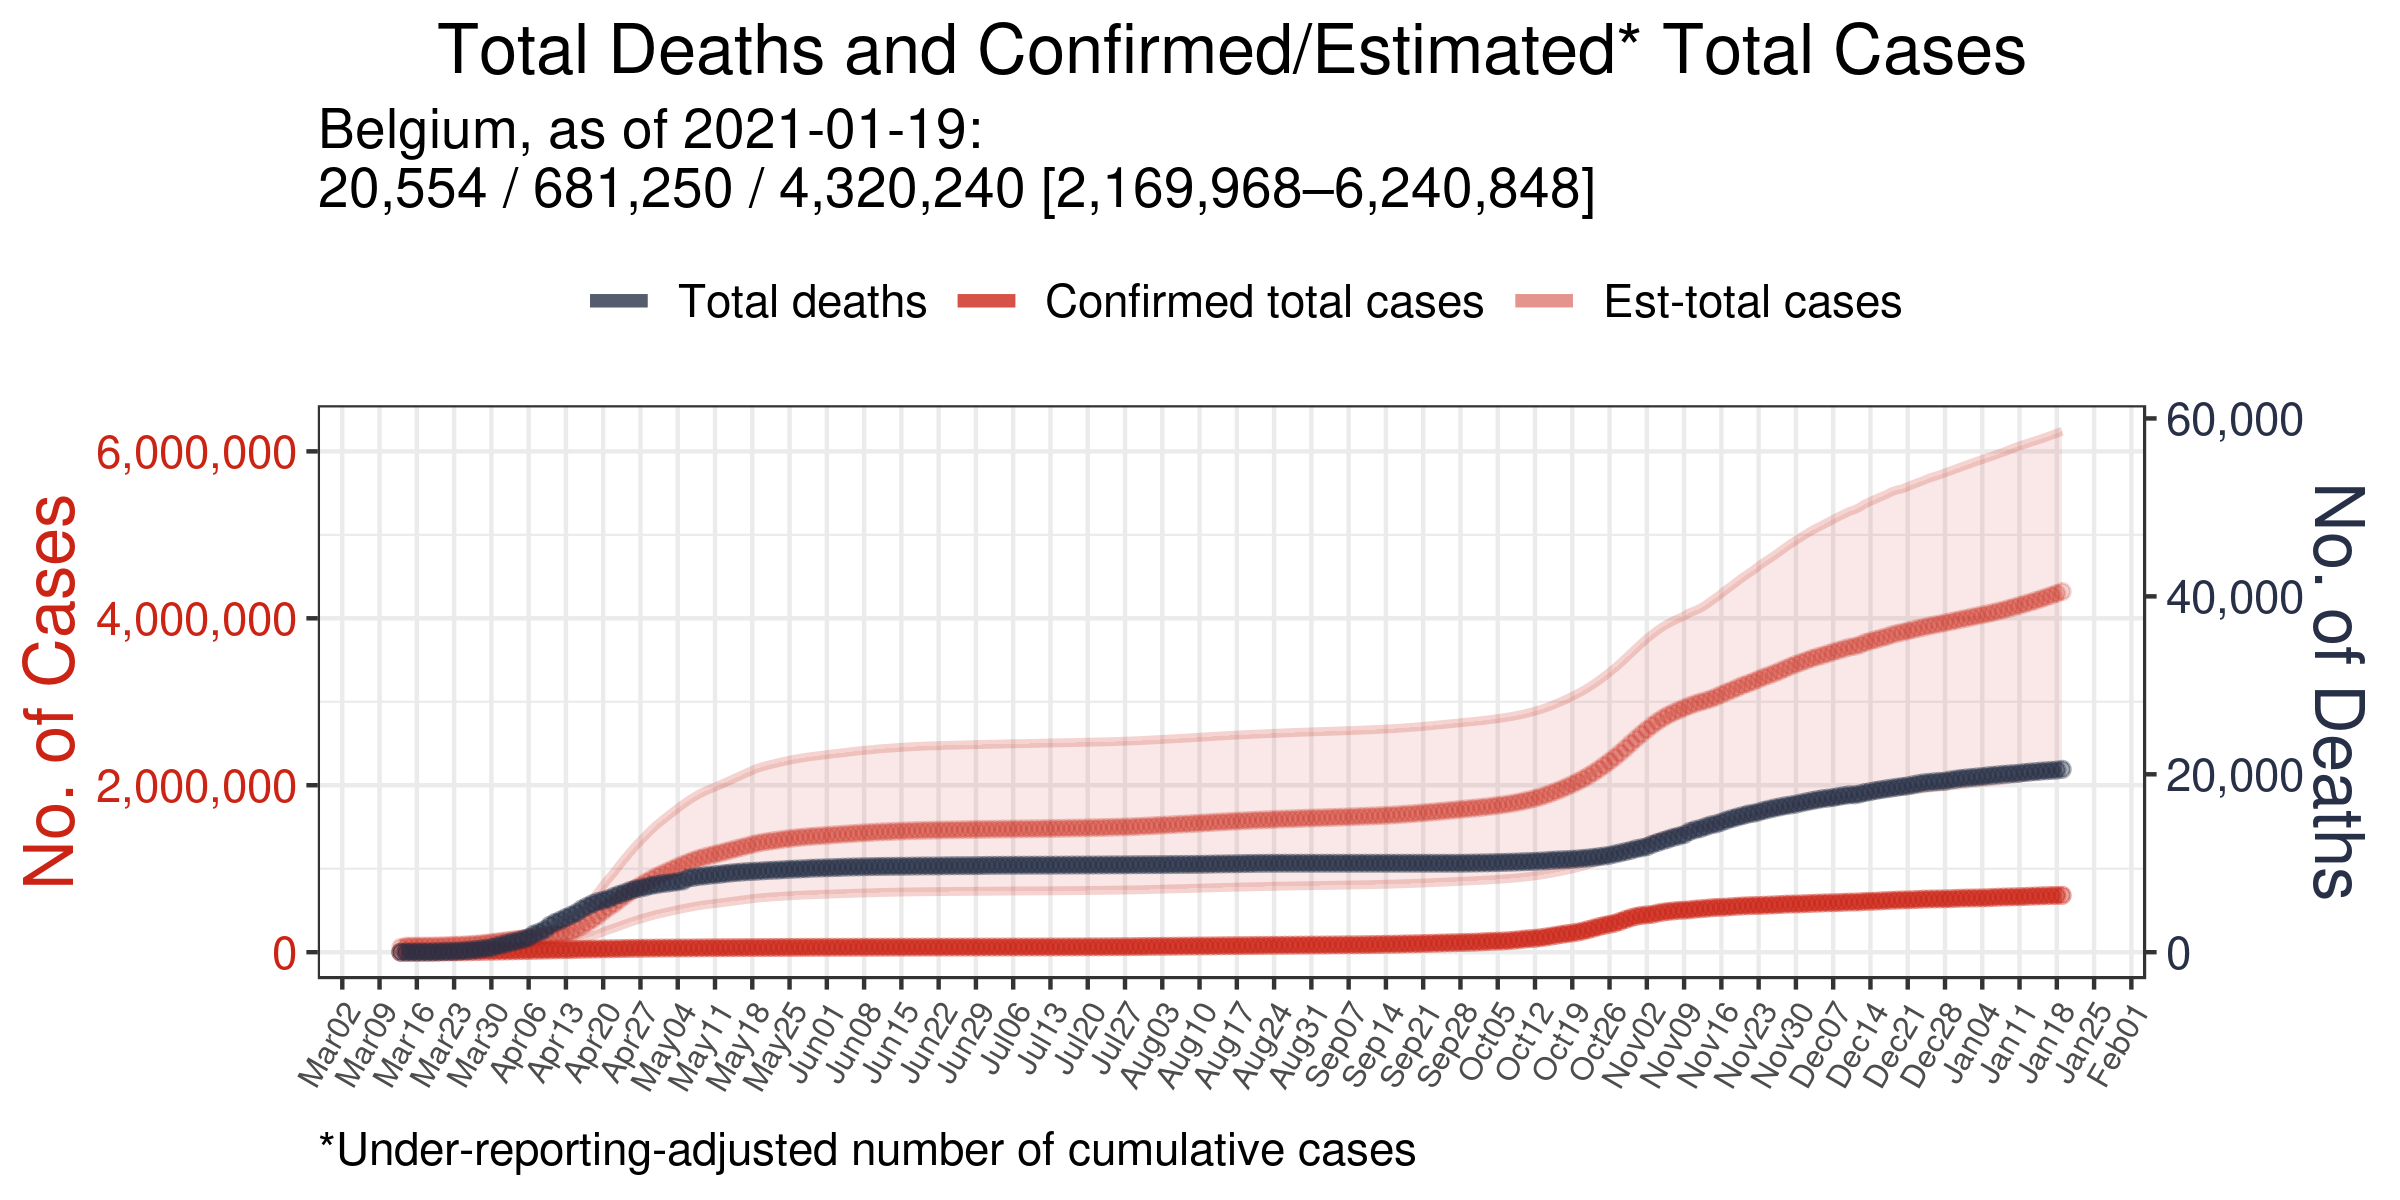 Total Deaths and Confirmed/Estimated* Total Cases
Belgium, as of 2021-01-19:
20,554 / 681,250 / 4,320,240 [2,169,968–6,240,848]
Total deaths
Confirmed total cases
Est-total cases
No. of Cases
6,000,000
4,000,000
2,000,000
0
60,000
40,000
20,000
0
No. of Deaths
Mar02
Mar09
Mar16
Mar23
Mar30
Apr06
Apr13
Apr20
Apr27
May04
May11
May18
May25
Jun01
Jun08
Jun15
Jun22
Jun29
Jul06
Jul13
Jul20
Jul27
Aug03
Aug10
Aug17
Aug24
Aug31
Sep07
Sep14
Sep21
Sep28
Oct05
Oct12
Oct19
Oct26
Nov02
Nov09
Nov16
Nov23
Nov30
Dec07
Dec14
Dec21
Dec28
Jan04
Jan11
Jan18
Jan25
Feb01
*Under-reporting-adjusted number of cumulative cases